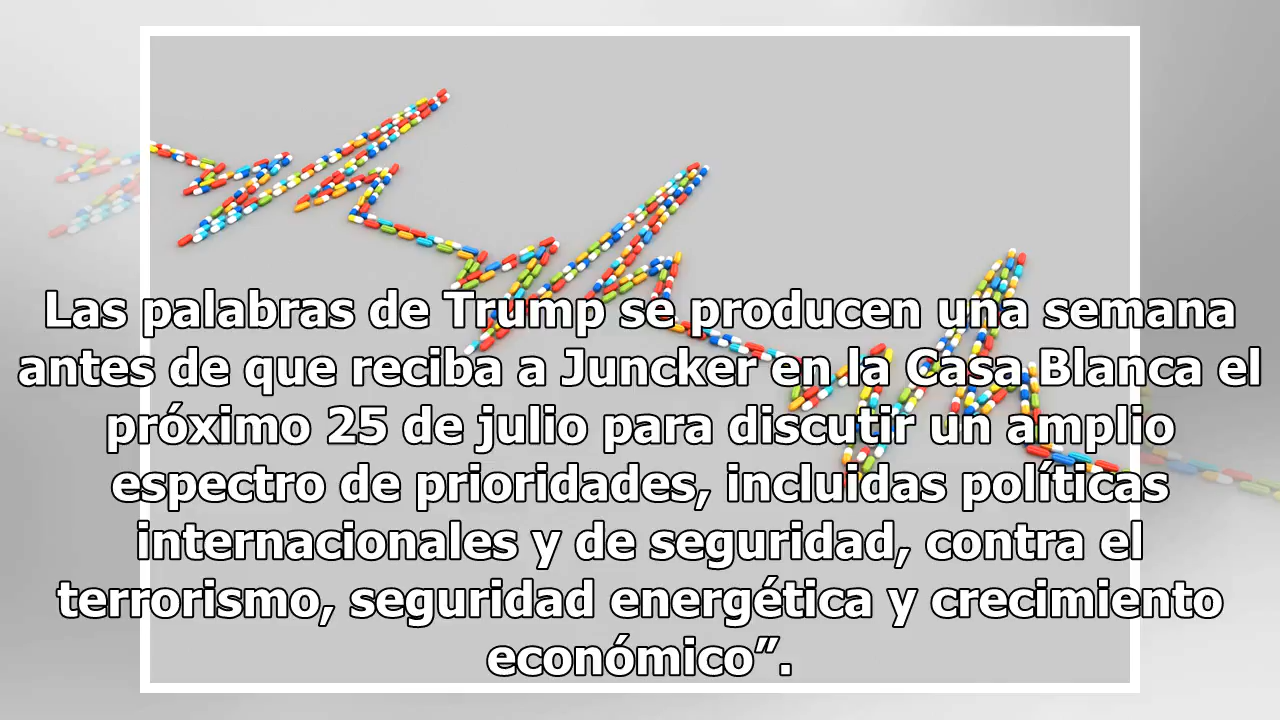 Las palabras de Trump se producen una semana
antes de que reciba a Juncker en la Casa Blanca el
próximo 25 de julio para discutir un amplio
espectro de prioridades, incluidas políticas
internacionales y de seguridad, contra el
terrorismo, seguridad energética y crecimiento
económico”.